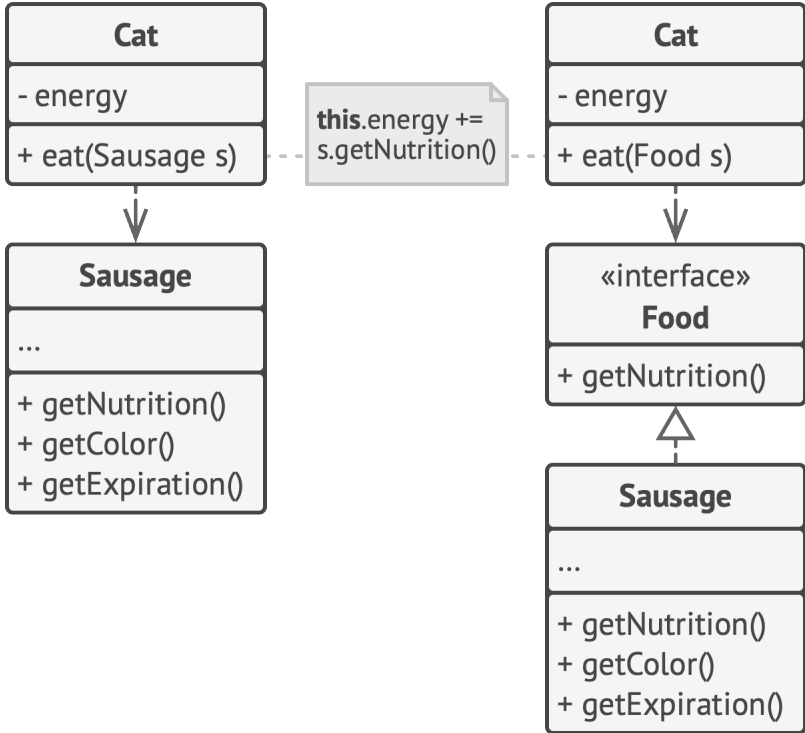 Cat
- energy
+ eat(Sausage s)
Sausage
...
+ getNutrition()
+ getColor()
+ getExpiration()
this.energy +=
s.getNutrition()
Cat
- energy
+ eat(Food s)
«interface»
Food
+ getNutrition()
Sausage
...
+ getNutrition()
+ getColor()
+ getExpiration()